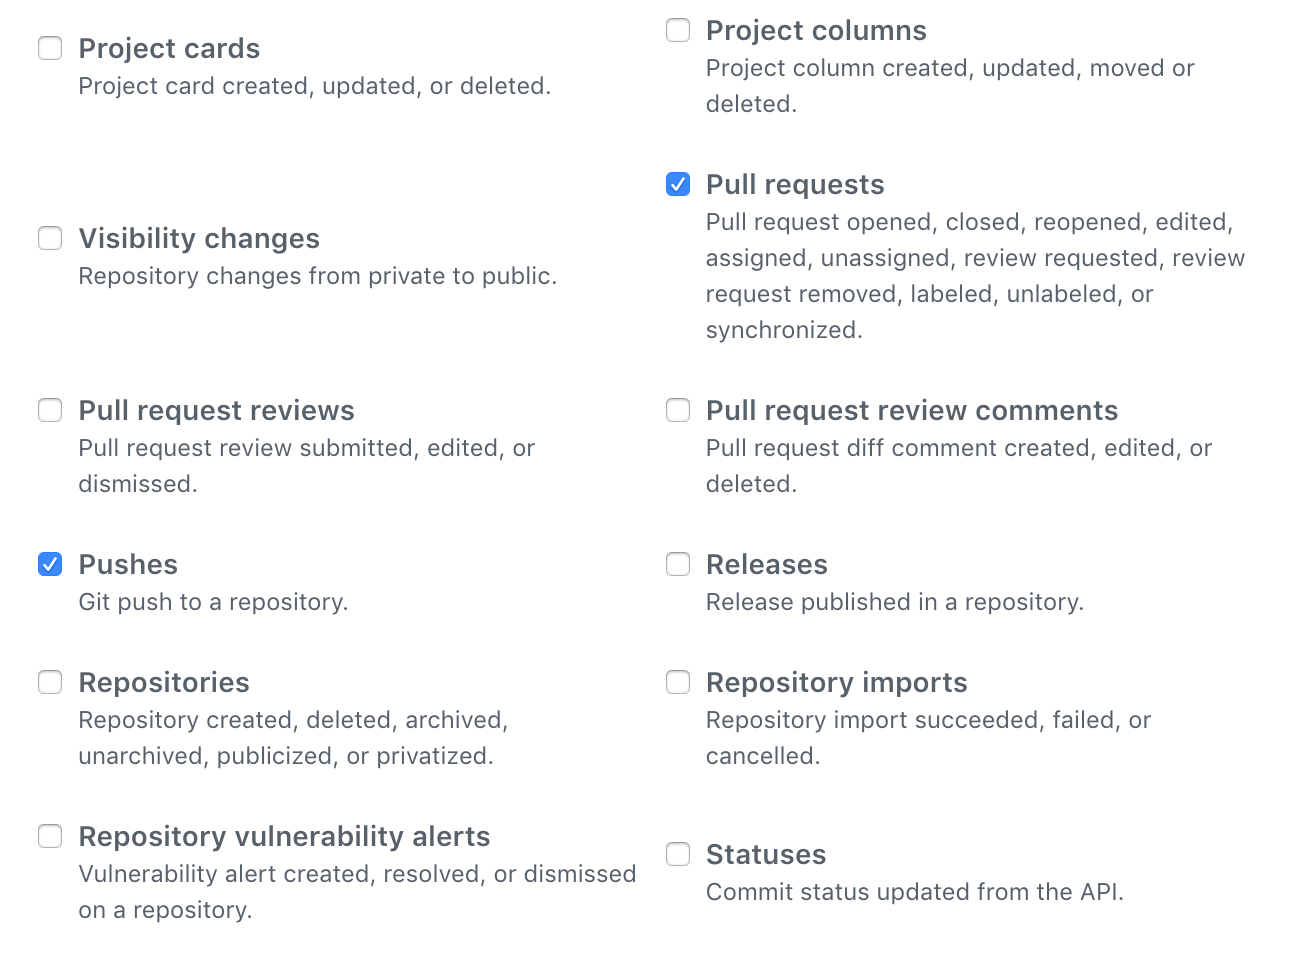 Project cards
Project card created, updated, or deleted.
Project columns
Project column created, updated, moved or
deleted.
Visibility changes
Repository changes from private to public.
Pull requests
Pull request opened, closed, reopened, edited,
assigned, unassigned, review requested, review
request removed, labeled, unlabeled, or
synchronized.
Pull request reviews
Pull request review submitted, edited, or
dismissed.
Pull request review comments
Pull request diff comment created, edited, or
deleted.
Pushes
Git push to a repository.
Releases
Release published in a repository.
Repositories
Repository created, deleted, archived,
unarchived, publicized, or privatized.
Repository imports
Repository import succeeded, failed, or
cancelled.
Repository vulnerability alerts
Vulnerability alert created, resolved, or dismissed
on a repository.
Statuses
Commit status updated from the API.